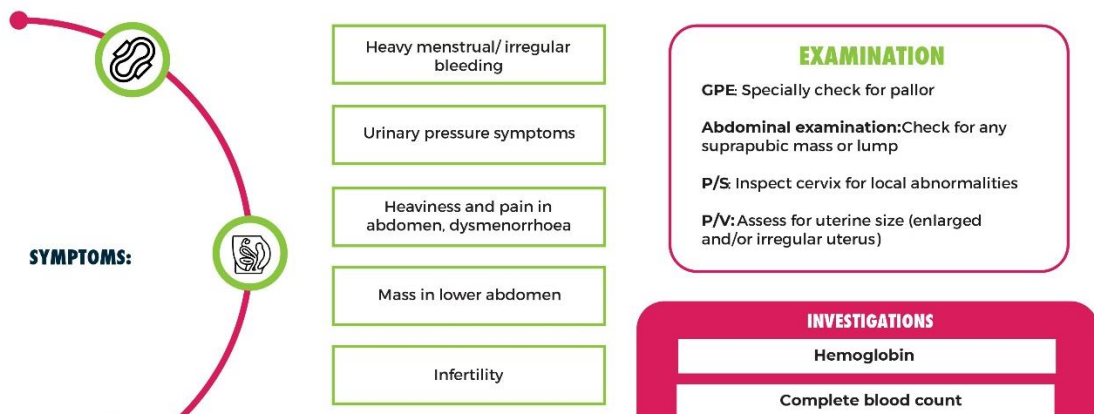 SYMPTOMS:
Heavy menstrual/ irregular
bleeding
Urinary pressure symptoms
Heaviness and pain in
abdomen, dysmenorrhoea
Mass in lower abdomen
Infertility
EXAMINATION
GPE: Specially check for pallor
Abdominal examination:Check for any
suprapubic mass or lump
P/S: Inspect cervix for local abnormalities
P/V: Assess for uterine size (enlarged
and/or irregular uterus)
INVESTIGATIONS
Hemoglobin
Complete blood count